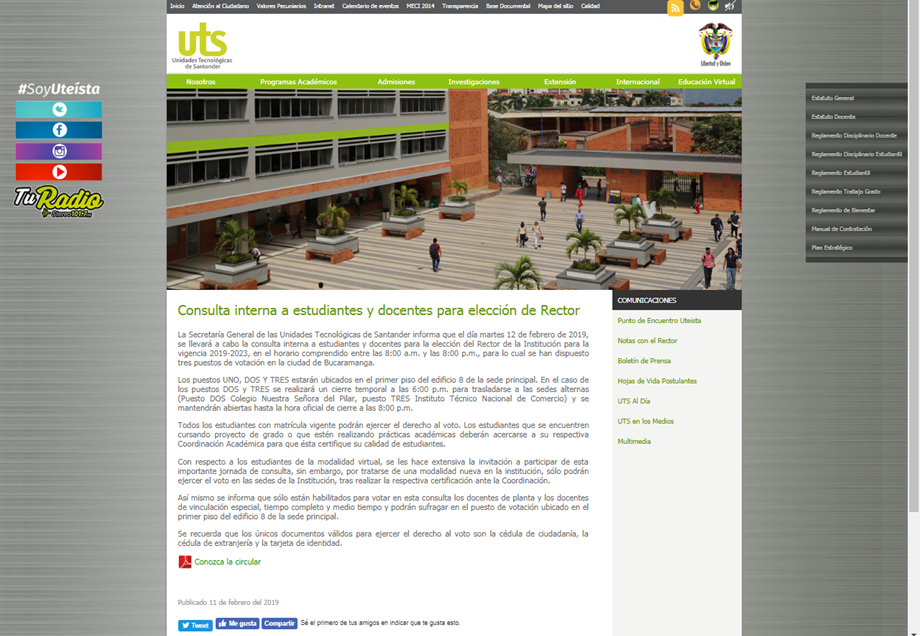 Inicio Atención al Ciudadano Valores Pecuniarios Intranet Calendario de eventos MECI 2014 Transparencia Base Documental Mapa del sitio Calidad
uts
Unidades Tecnológicas
de Santander
Libertad y Orden
Nosotros Programas Académicos Admisiones Investigaciones Extensión Internacional Educación Virtual
#SoyUteísta
Tu Radio
Stereo 101.7
Estatuto General
Estatuto Docente
Reglamento Disciplinario Docente
Reglamento Disciplinario Estudiantil
Reglamento Estudiantil
Reglamento Trabajo Grado
Reglamento de Bienestar
Manual de Contratación
Plan Estratégico
Consulta interna a estudiantes y docentes para elección de Rector
La Secretaría General de las Unidades Tecnológicas de Santander informa que el día martes 12 de febrero de 2019,
se llevará a cabo la consulta interna a estudiantes y docentes para la elección del Rector de la Institución para la
vigencia 2019-2023, en el horario comprendido entre las 8:00 a.m. y las 8:00 p.m., para lo cual se han dispuesto
tres puestos de votación en la ciudad de Bucaramanga.
Los puestos UNO, DOS Y TRES estarán ubicados en el primer piso del edificio 8 de la sede principal. En el caso de
los puestos DOS y TRES se realizará un cierre temporal a las 6:00 p.m. para trasladarse a las sedes alternas
(Puesto DOS Colegio Nuestra Señora del Pilar, puesto TRES Instituto Técnico Nacional de Comercio) y se
mantendrán abiertas hasta la hora oficial de cierre a las 8:00 p.m.
Todos los estudiantes con matrícula vigente podrán ejercer el derecho al voto. Los estudiantes que se encuentren
cursando proyecto de grado o que estén realizando prácticas académicas deberán acercarse a su respectiva
Coordinación Académica para que ésta certifique su calidad de estudiantes.
Con respecto a los estudiantes de la modalidad virtual, se les hace extensiva la invitación a participar de esta
importante jornada de consulta, sin embargo, por tratarse de una modalidad nueva en la institución, sólo podrán
ejercer el voto en las sedes de la Institución, tras realizar la respectiva certificación ante la Coordinación.
Así mismo se informa que sólo están habilitados para votar en esta consulta los docentes de planta y los docentes
de vinculación especial, tiempo completo y medio tiempo y podrán sufragar en el puesto de votación ubicado en el
primer piso del edificio 8 de la sede principal.
Se recuerda que los únicos documentos válidos para ejercer el derecho al voto son la cédula de ciudadanía, la
cédula de extranjería y la tarjeta de identidad.
Conozca la circular
Publicado 11 de febrero del 2019
Tweet Me gusta Compartir Sé el primero de tus amigos en indicar que te gusta esto.
COMUNICACIONES
Punto de Encuentro Uteista
Notas con el Rector
Boletín de Prensa
Hojas de Vida Postulantes
UTS Al Día
UTS en los Medios
Multimedia